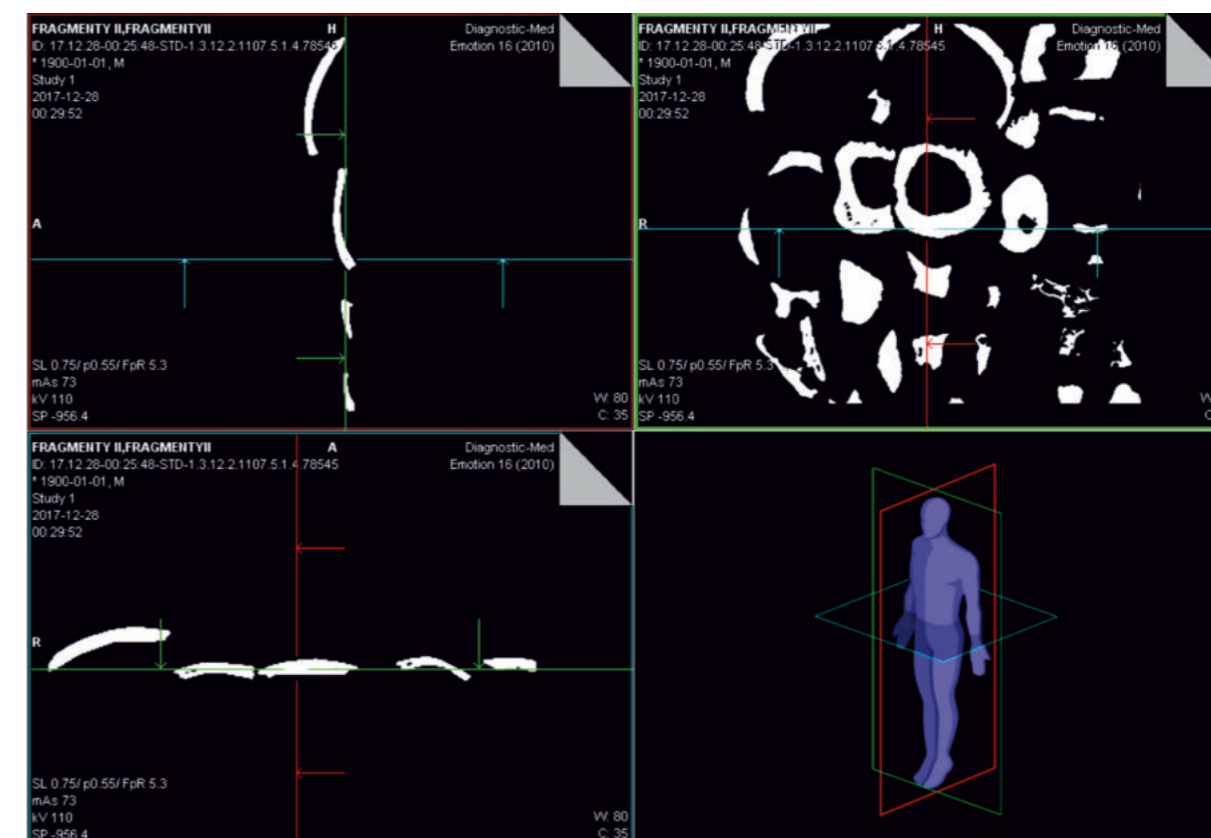 FRAGMENTY II,FRAGMENTYII H Diagnostic-Med
ID: 17.12.28-00:25:48-STD-1.3.12.2.1107.5.1.4.78545 Emotion 16 (2010)
* 1900-01-01, M
Study 1
2017-12-28
00:29:52
A
SL 0.75/ p0.55/ FpR 5.3
mAs 73
kV 110 W: 80
SP -956.4 C: 35
FRAGMENTY II,FRAGMENTYII H Diagnostic-Med
ID: 17.12.28-00:25:48-STD-1.3.12.2.1107.5.1.4.78545 Emotion 16 (2010)
* 1900-01-01, M
Study 1
2017-12-28
00:29:52
R
SL 0.75/ p0.55/ FpR 5.3
mAs 73
kV 110 W
SP -956.4 C
FRAGMENTY II,FRAGMENTYII A Diagnostic-Med
ID: 17.12.28-00:25:48-STD-1.3.12.2.1107.5.1.4.78545 Emotion 16 (2010)
* 1900-01-01, M
Study 1
2017-12-28
00:29:52
R
SL 0.75/ p0.55/ FpR 5.3
mAs 73
kV 110 W: 80
SP -956.4 C: 35